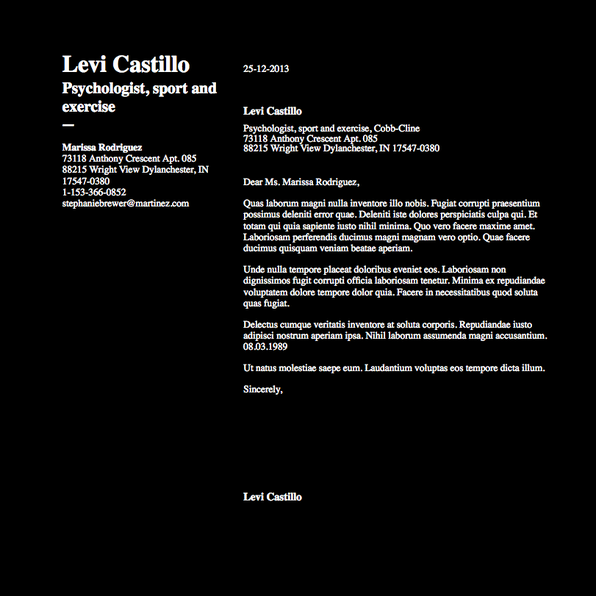 Levi Castillo
Psychologist, sport and
exercise
—
Marissa Rodriguez
73118 Anthony Crescent Apt. 085
88215 Wright View Dylanchester, IN
17547-0380
1-153-366-0852
stephaniebrewer@martinez.com
25-12-2013
Levi Castillo
Psychologist, sport and exercise, Cobb-Cline
73118 Anthony Crescent Apt. 085
88215 Wright View Dylanchester, IN 17547-0380
Dear Ms. Marissa Rodriguez,
Quas laborum magni nulla inventore illo nobis. Fugiat corrupti praesentium
possimus deleniti error quae. Deleniti iste dolores perspiciatis culpa qui. Et
totam qui quia sapiente iusto nihil minima. Quo vero facere maxime amet.
Laboriosam perferendis ducimus magni magnam vero optio. Quae facere
ducimus quisquam veniam beatae aperiam.
Unde nulla tempore placeat doloribus eveniet eos. Laboriosam non
dignissimos fugit corrupti officia laboriosam tenetur. Minima ex repudiandae
voluptatem dolore tempore dolor quia. Facere in necessitatibus quod soluta
quas fugiat.
Delectus cumque veritatis inventore at soluta corporis. Repudiandae iusto
adipisci nostrum aperiam ipsa. Nihil laborum assumenda magni accusantium.
08.03.1989
Ut natus molestiae saepe eum. Laudantium voluptas eos tempore dicta illum.
Sincerely,
Levi Castillo